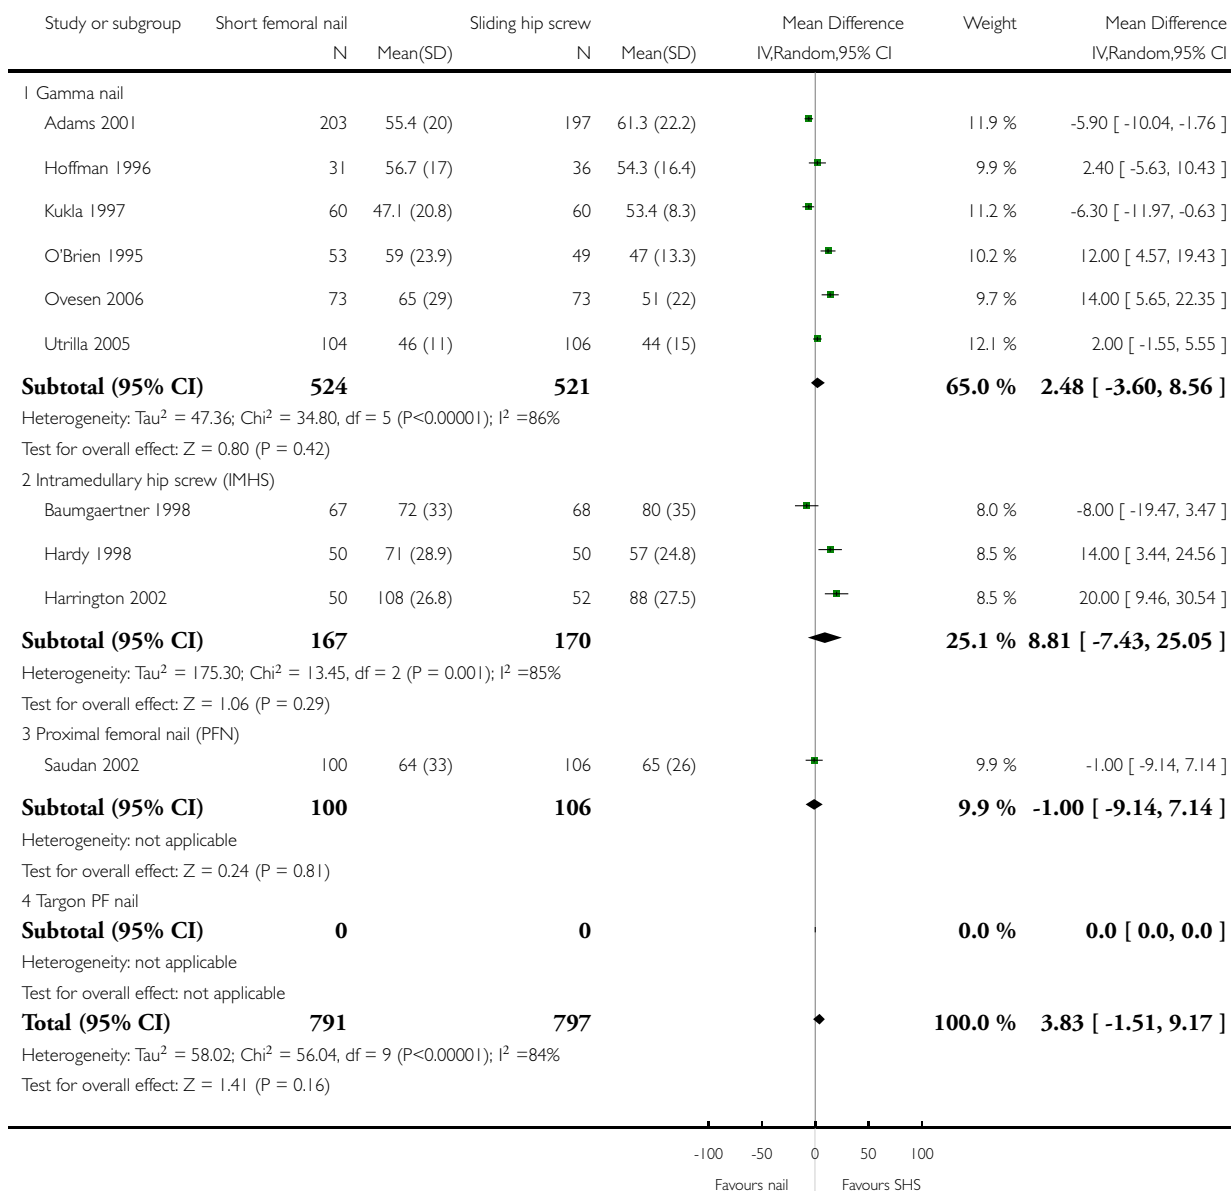 Study or subgroup Short femoral nail Sliding hip screw Mean Difference Weight Mean Difference
N Mean(SD) N Mean(SD) IV,Random,95% CI IV,Random,95% CI
1 Gamma nail
Adams 2001 203 55.4 (20) 197 61.3 (22.2) 11.9 % -5.90 [ -10.04, -1.76 ]
Hoffman 1996 31 56.7 (17) 36 54.3 (16.4) 9.9 % 2.40 [ -5.63, 10.43 ]
Kukla 1997 60 47.1 (20.8) 60 53.4 (8.3) 11.2 % -6.30 [ -11.97, -0.63 ]
O'Brien 1995 53 59 (23.9) 49 47 (13.3) 10.2 % 12.00 [ 4.57, 19.43 ]
Ovesen 2006 73 65 (29) 73 51 (22) 9.7 % 14.00 [ 5.65, 22.35 ]
Utrilla 2005 104 46 (11) 106 44 (15) 12.1 % 2.00 [ -1.55, 5.55 ]
Subtotal (95% CI) 524 521 65.0 % 2.48 [ -3.60, 8.56 ]
Heterogeneity: Tau² = 47.36; Chi² = 34.80, df = 5 (P<0.00001); I² =86%
Test for overall effect: Z = 0.80 (P = 0.42)
2 Intramedullary hip screw (IMHS)
Baumgaertner 1998 67 72 (33) 68 80 (35) 8.0 % -8.00 [ -19.47, 3.47 ]
Hardy 1998 50 71 (28.9) 50 57 (24.8) 8.5 % 14.00 [ 3.44, 24.56 ]
Harrington 2002 50 108 (26.8) 52 88 (27.5) 8.5 % 20.00 [ 9.46, 30.54 ]
Subtotal (95% CI) 167 170 25.1 % 8.81 [ -7.43, 25.05 ]
Heterogeneity: Tau² = 175.30; Chi² = 13.45, df = 2 (P = 0.001); I² =85%
Test for overall effect: Z = 1.06 (P = 0.29)
3 Proximal femoral nail (PFN)
Saudan 2002 100 64 (33) 106 65 (26) 9.9 % -1.00 [ -9.14, 7.14 ]
Subtotal (95% CI) 100 106 9.9 % -1.00 [ -9.14, 7.14 ]
Heterogeneity: not applicable
Test for overall effect: Z = 0.24 (P = 0.81)
4 Targon PF nail
Subtotal (95% CI) 0 0 0.0 % 0.0 [ 0.0, 0.0 ]
Heterogeneity: not applicable
Test for overall effect: not applicable
Total (95% CI) 791 797 100.0 % 3.83 [ -1.51, 9.17 ]
Heterogeneity: Tau² = 58.02; Chi² = 56.04, df = 9 (P<0.00001); I² =84%
Test for overall effect: Z = 1.41 (P = 0.16)
-100 -50 0 50 100
Favours nail Favours SHS